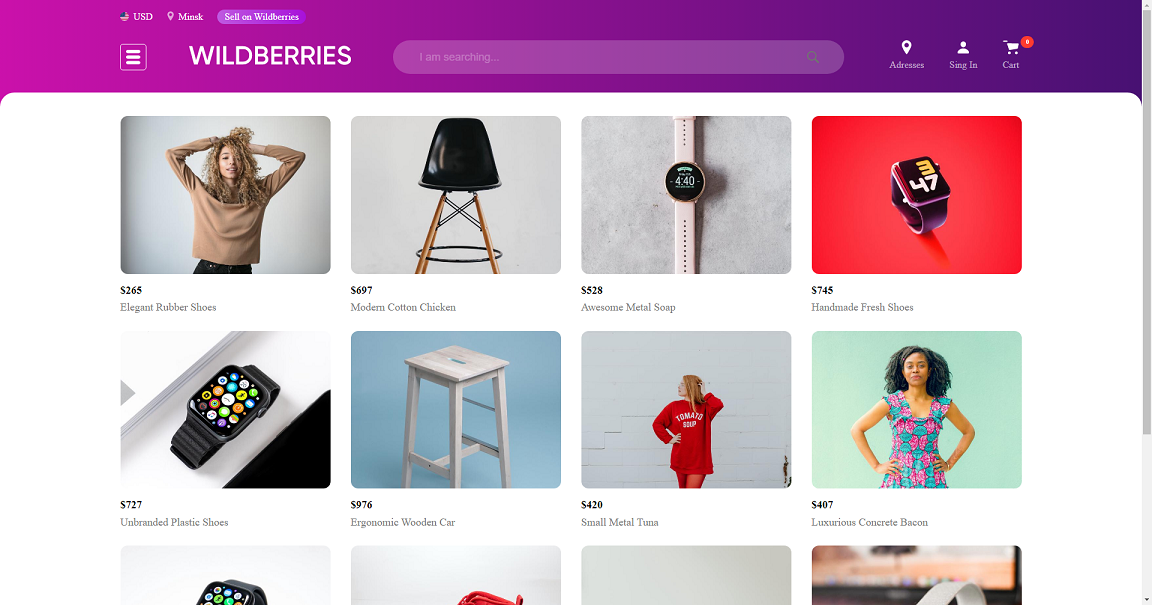 USD Minsk Sell on Wildberries
WILDBERRIES
I am searching...
Adresses
Sing In
0
Cart
4:40
47
$265
Elegant Rubber Shoes
$697
Modern Cotton Chicken
$528
Awesome Metal Soap
$745
Handmade Fresh Shoes
TOMATO
SOUP
$727
Unbranded Plastic Shoes
$976
Ergonomic Wooden Car
$420
Small Metal Tuna
$407
Luxurious Concrete Bacon